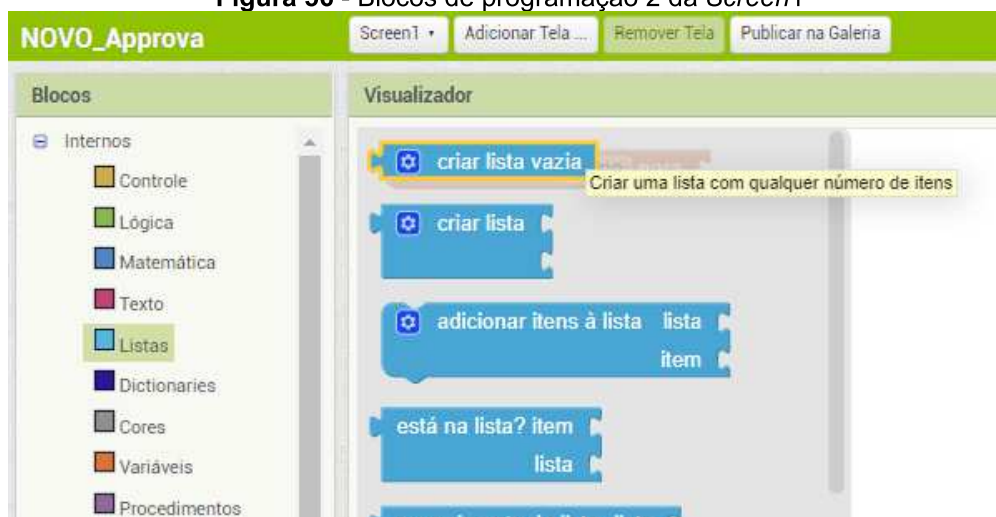 Figura 50 - Blocos de programação 2 da Screen1
NOVO_Approva
Screen1
Adicionar Tela ...
Remover Tela
Publicar na Galeria
Blocos
Visualizador
Internos
Controle
Lógica
Matemática
Texto
Listas
Dictionaries
Cores
Variáveis
Procedimentos
criar lista vazia
Criar uma lista com qualquer número de itens
criar lista
adicionar itens à lista lista
item
está na lista? item
lista